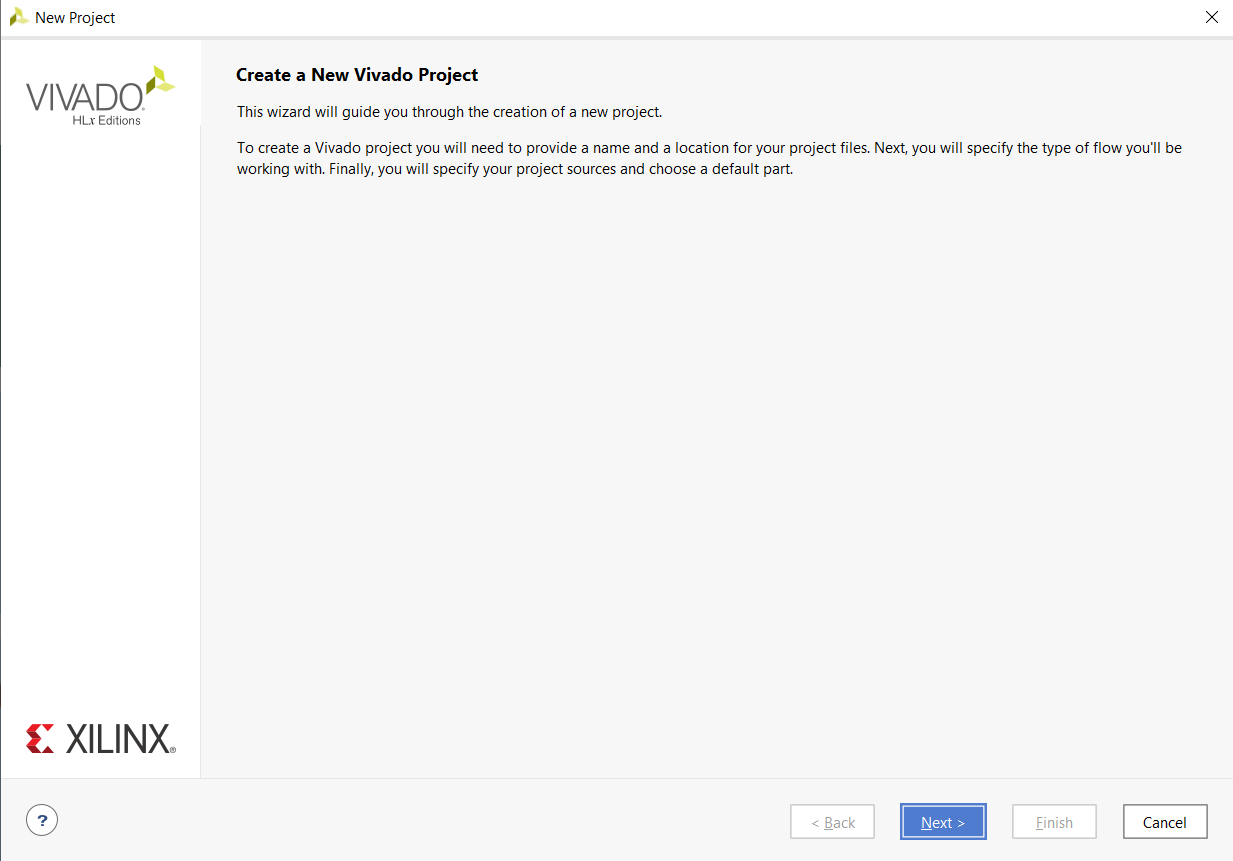 New Project
VIVADO®
HLx Editions
Create a New Vivado Project
This wizard will guide you through the creation of a new project.
To create a Vivado project you will need to provide a name and a location for your project files. Next, you will specify the type of flow you'll be
working with. Finally, you will specify your project sources and choose a default part.
XILINX®
?
< Back
Next >
Finish
Cancel